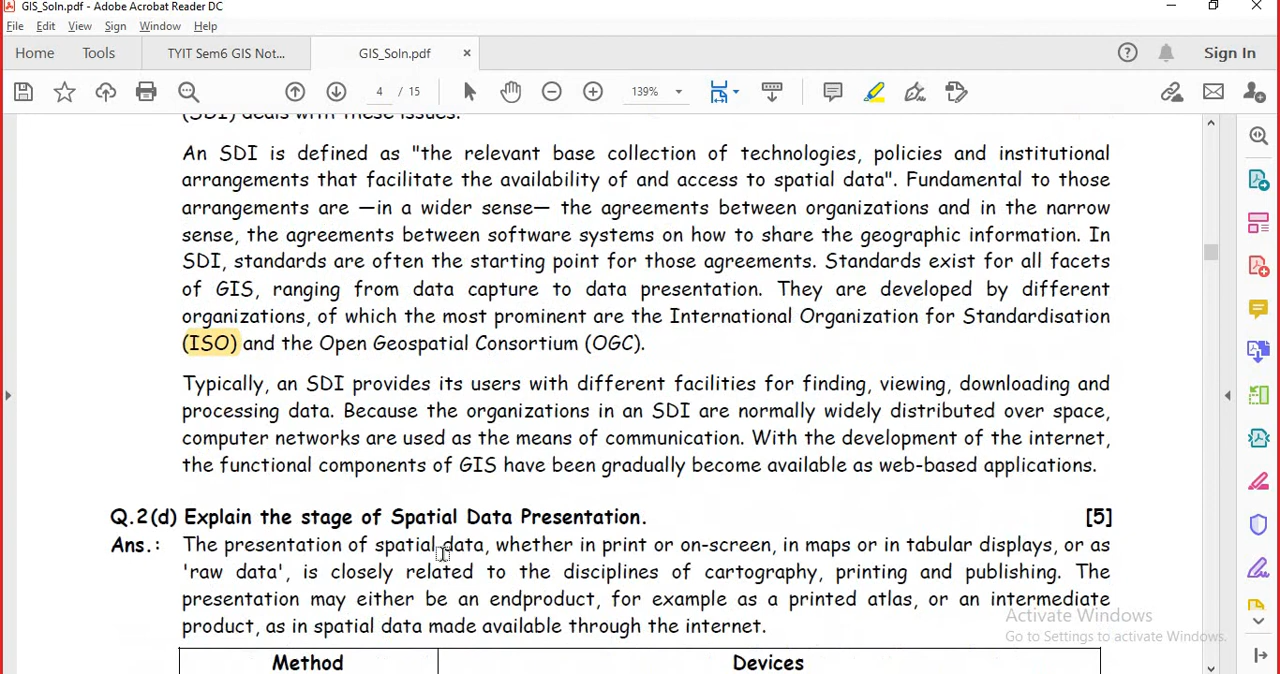 GIS_Soln.pdf - Adobe Acrobat Reader DC
File Edit View Sign Window Help
Home Tools TYIT Sem6 GIS Not... GIS_Soln.pdf × Sign In
4 / 15 139%
(SDI) deals with these issues.
An SDI is defined as "the relevant base collection of technologies, policies and institutional
arrangements that facilitate the availability of and access to spatial data". Fundamental to those
arrangements are —in a wider sense— the agreements between organizations and in the narrow
sense, the agreements between software systems on how to share the geographic information. In
SDI, standards are often the starting point for those agreements. Standards exist for all facets
of GIS, ranging from data capture to data presentation. They are developed by different
organizations, of which the most prominent are the International Organization for Standardisation
(ISO) and the Open Geospatial Consortium (OGC).
Typically, an SDI provides its users with different facilities for finding, viewing, downloading and
processing data. Because the organizations in an SDI are normally widely distributed over space,
computer networks are used as the means of communication. With the development of the internet,
the functional components of GIS have been gradually become available as web-based applications.
Q.2(d) Explain the stage of Spatial Data Presentation. [5]
Ans.: The presentation of spatial data, whether in print or on-screen, in maps or in tabular displays, or as
'raw data', is closely related to the disciplines of cartography, printing and publishing. The
presentation may either be an endproduct, for example as a printed atlas, or an intermediate
product, as in spatial data made available through the internet.
Activate Windows
Go to Settings to activate Windows.
Method Devices